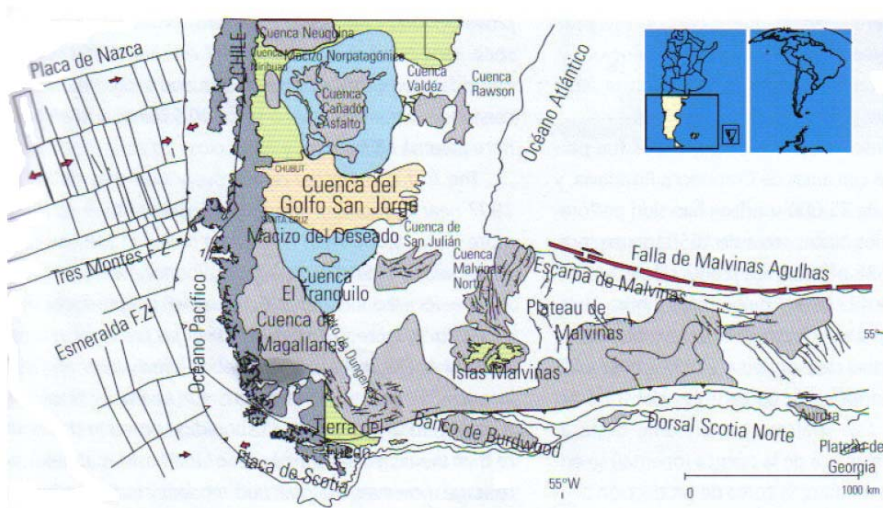 Placa de Nazca
CHILE
Cuenca Neuquina
Cuenca
Ñirihuau
Macizo Norpatagónico
Cuenca
Cañadón
Asfalto
Cuenca
Valdéz
Cuenca
Rawson
Océano Atlántico
CHUBUT
Cuenca del
Golfo San Jorge
Macizo del Deseado
Cuenca de
San Julián
Cuenca
El Tranquilo
Cuenca
Malvinas
Norte
Escarpa de Malvinas
Falla de Malvinas Agulhas
Plateau de
Malvinas
Tres Montes FZ
Esmeralda FZ
Océano Pacífico
Cuenca de
Magallanes
Islas Malvinas
55°
Tierra del
Fuego
Banco de Burdwood
Dorsal Scotia Norte
Aurora
Plateau de
Georgia
Placa de Scotia
55°W
0
1000 km